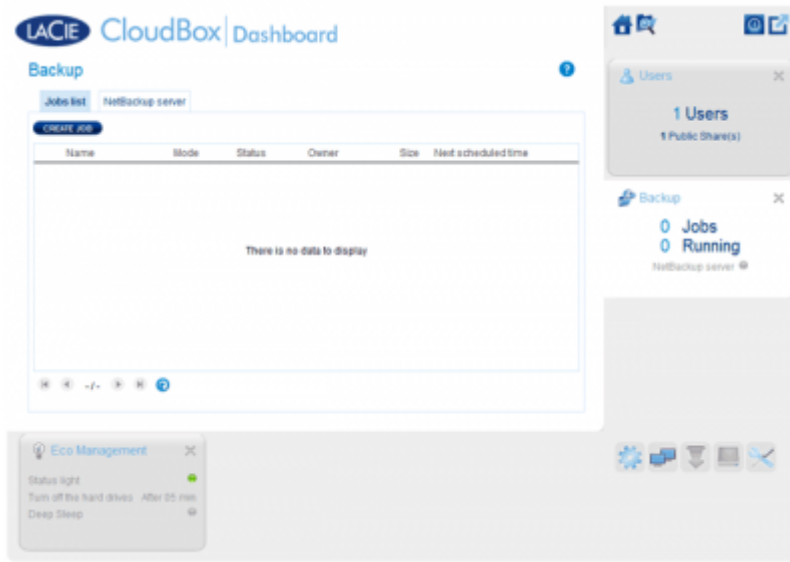 LACIE CloudBox Dashboard
Backup
Jobs list NetBackup server
CREATE JOB
Name Mode Status Owner Size Next scheduled time
There is no data to display
-/-
Users
1 Users
1 Public Share(s)
Backup
0 Jobs
0 Running
NetBackup server
Eco Management
Status light
Turn off the hard drives After 05 min
Deep Sleep